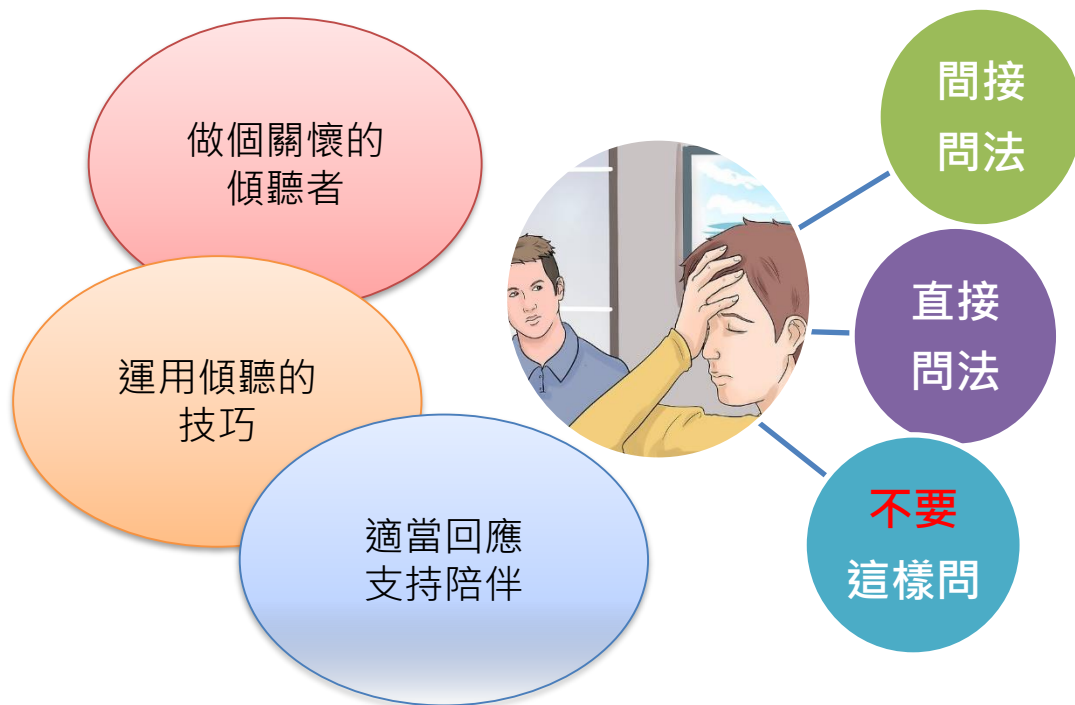 做個關懷的
傾聽者
運用傾聽的
技巧
適當回應
支持陪伴
間接
問法
直接
問法
不要
這樣問